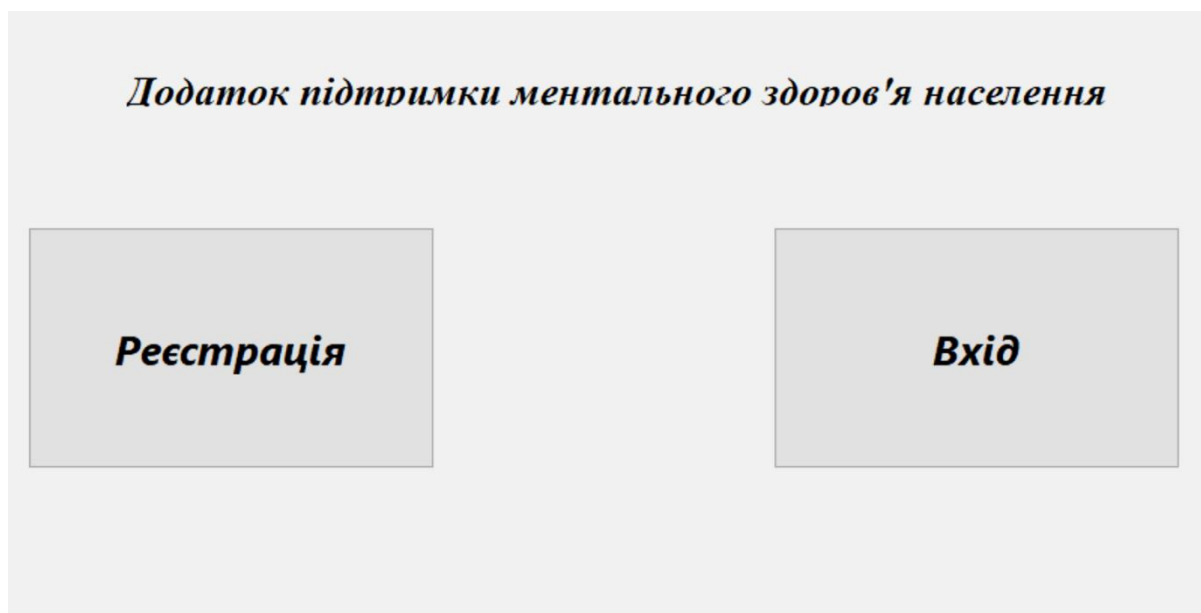 Додаток підтримки ментального здоров'я населення
Реєстрація
Вхід